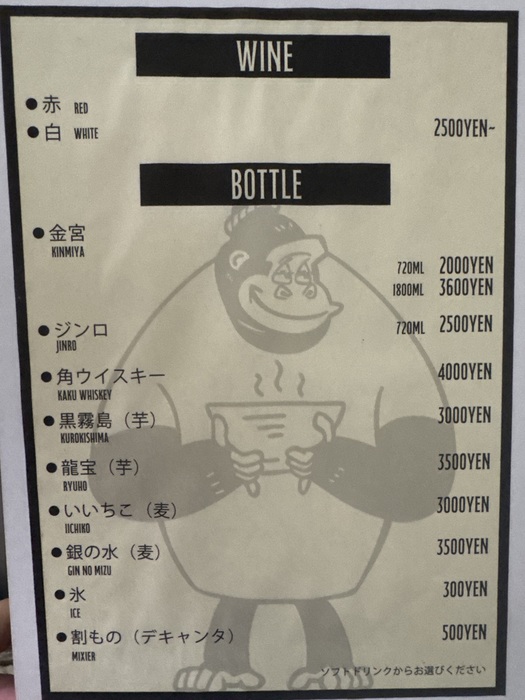 WINE
●赤 RED
●白 WHITE 2500YEN~
BOTTLE
●金宮
KINMIYA
720ML 2000YEN
1800ML 3600YEN
●ジンロ 720ML 2500YEN
JINRO
●角ウイスキー 4000YEN
KAKU WHISKEY
●黒霧島（芋） 3000YEN
KUROKISHIMA
●龍宝（芋） 3500YEN
RYUHO
●いいちこ（麦） 3000YEN
IICHIKO
●銀の水（麦） 3500YEN
GIN NO MIZU
●氷 300YEN
ICE
●割もの（デキャンタ） 500YEN
MIXIER
ソフトドリンクからお選びください